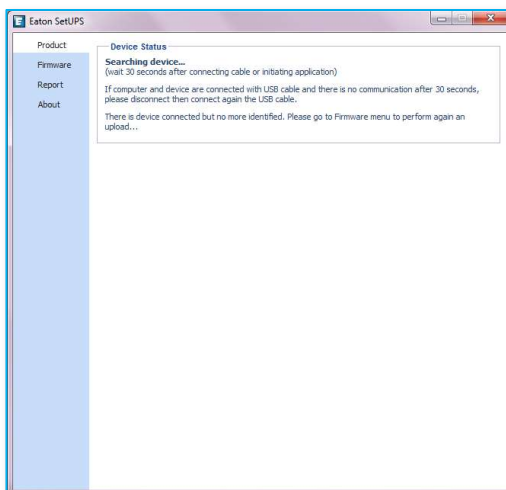 Eaton SetUPS
Product
Firmware
Report
About
Device Status
Searching device...
(wait 30 seconds after connecting cable or initiating application)
If computer and device are connected with USB cable and there is no communication after 30 seconds,
please disconnect then connect again the USB cable.
There is device connected but no more identified. Please go to Firmware menu to perform again an
upload...